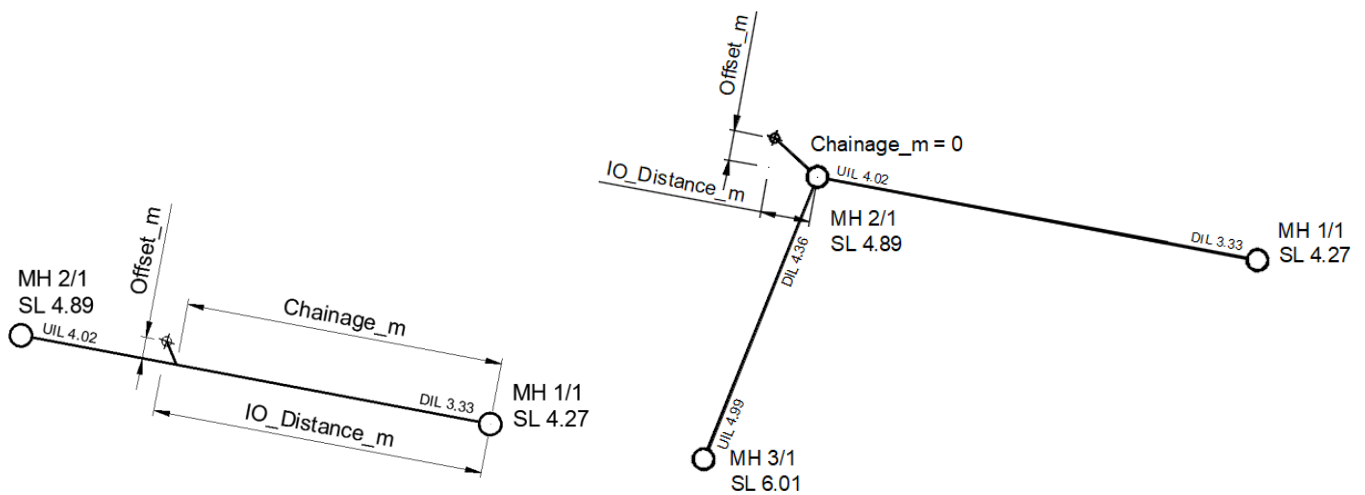 Offset_m
MH 2/1
SL 4.89
UIL 4.02
Chainage_m
DIL 3.33
MH 1/1
SL 4.27
IO_Distance_m
Offset_m
Chainage_m = 0
IO_Distance_m
UIL 4.02
MH 2/1
SL 4.89
DIL 4.36
DIL 3.33
MH 1/1
SL 4.27
UIL 4.99
MH 3/1
SL 6.01